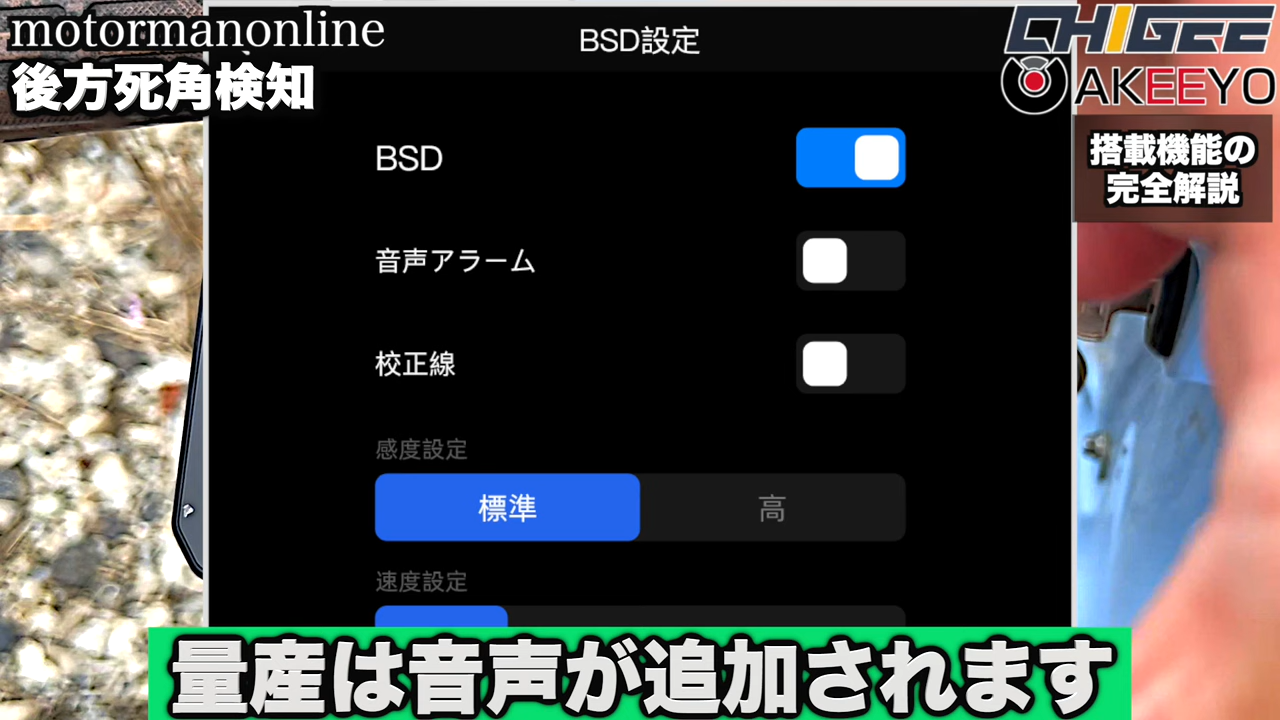 motormanonline
後方死角検知
BSD設定
CHIGEE
AKEEYO
搭載機能の
完全解説
BSD
音声アラーム
校正線
感度設定
標準
高
速度設定
量産は音声が追加されます